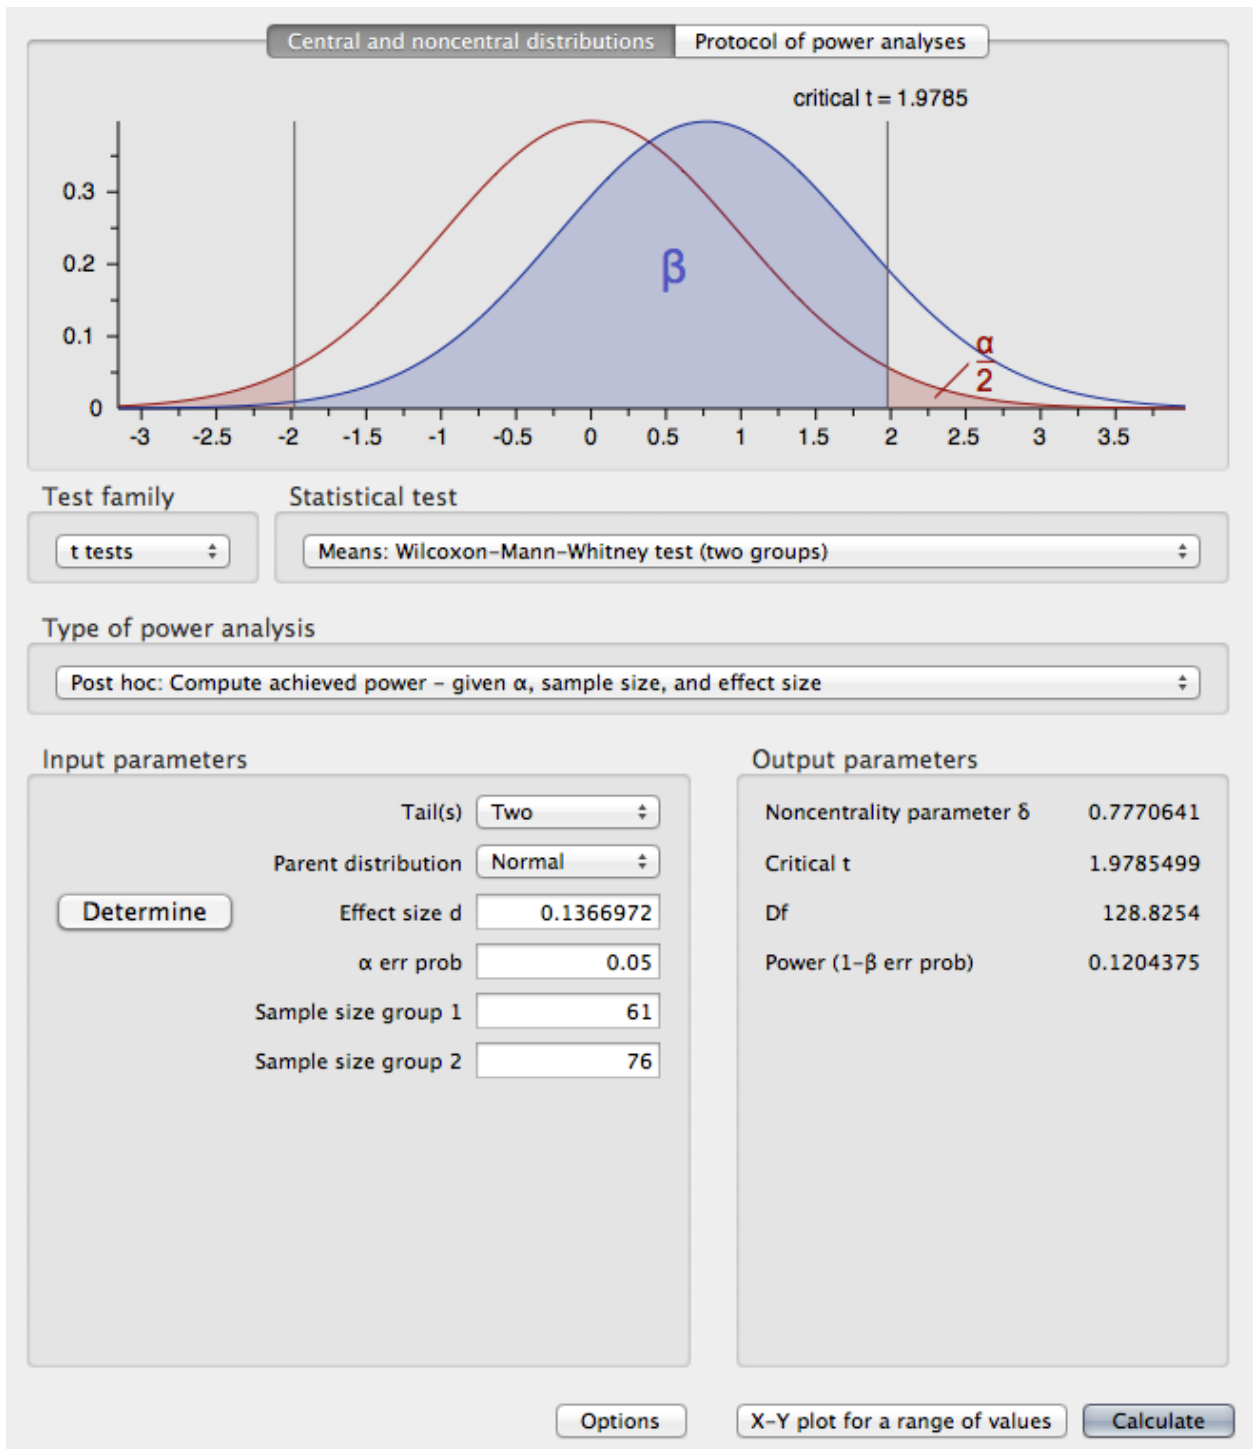 Central and noncentral distributions Protocol of power analyses
critical t = 1.9785
0.3
0.2
0.1
0
β
α
2
-3 -2.5 -2 -1.5 -1 -0.5 0 0.5 1 1.5 2 2.5 3 3.5
Test family Statistical test
t tests Means: Wilcoxon-Mann-Whitney test (two groups)
Type of power analysis
Post hoc: Compute achieved power – given α, sample size, and effect size
Input parameters Output parameters
Tail(s) Two Noncentrality parameter δ 0.7770641
Parent distribution Normal Critical t 1.9785499
Determine Effect size d 0.1366972 Df 128.8254
α err prob 0.05 Power (1-β err prob) 0.1204375
Sample size group 1 61
Sample size group 2 76
Options X-Y plot for a range of values Calculate